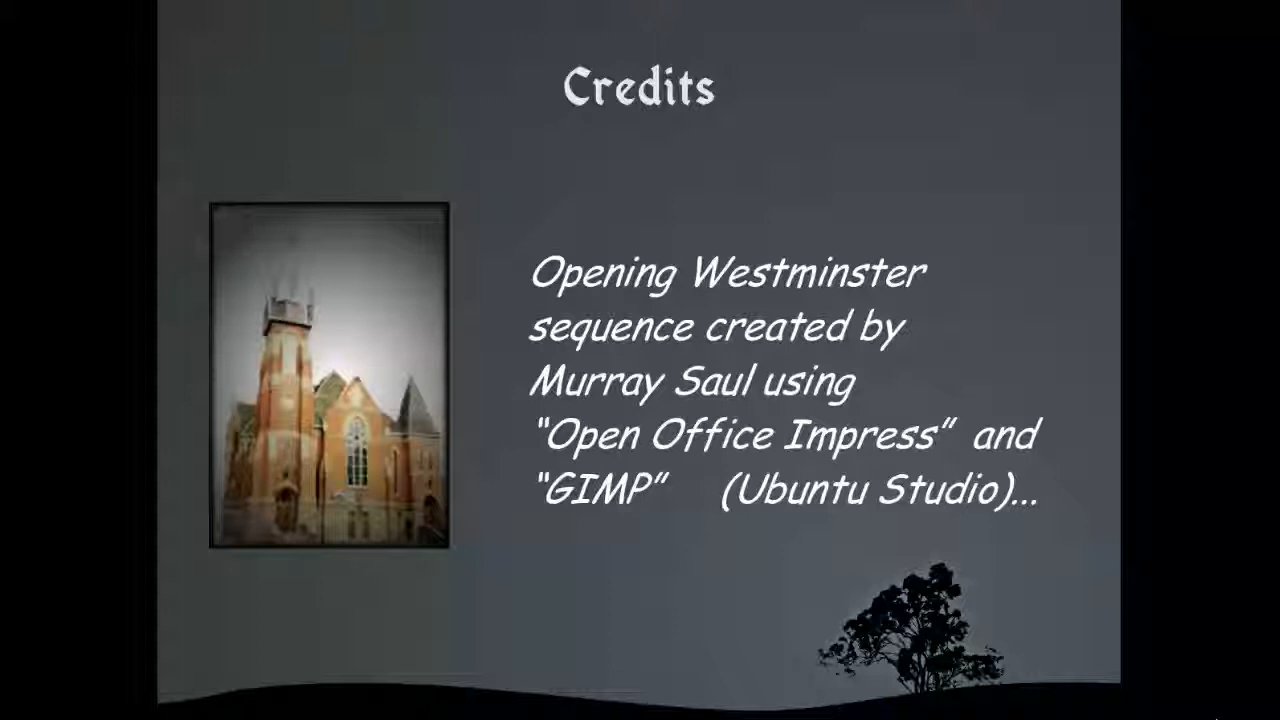 Credits
Opening Westminster
sequence created by
Murray Saul using
“Open Office Impress” and
“GIMP” (Ubuntu Studio)...